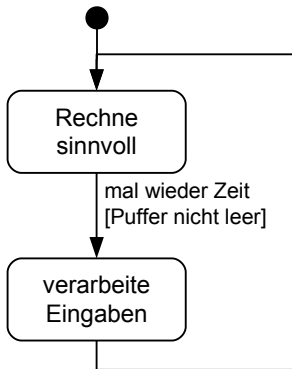 Rechne
sinnvoll
mal wieder Zeit
[Puffer nicht leer]
verarbeite
Eingaben